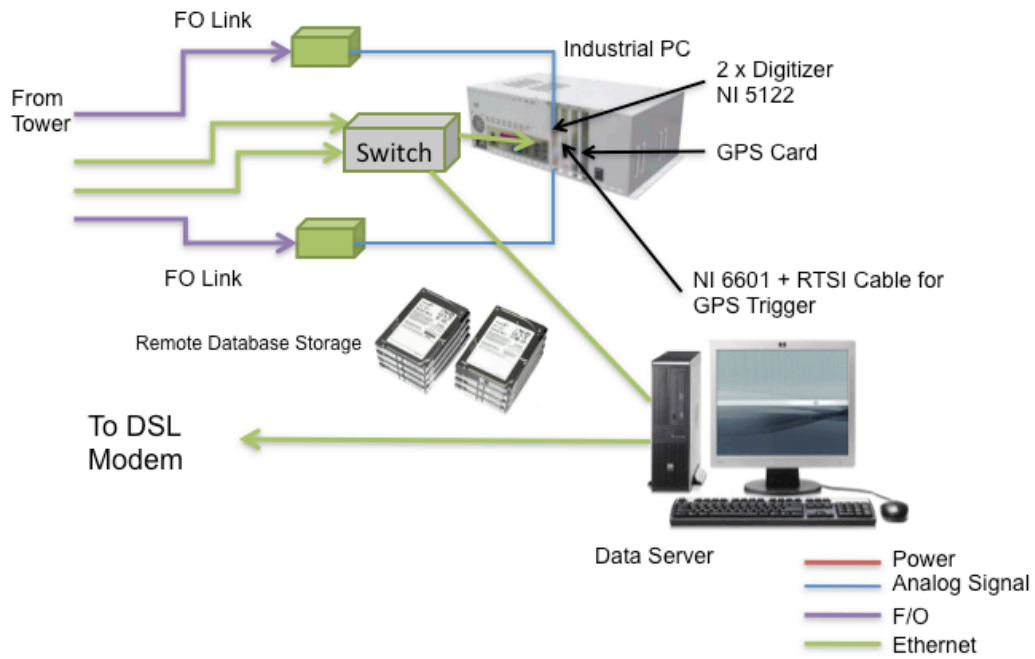 FO Link
Industrial PC
2 x Digitizer
NI 5122
From
Tower
Switch
GPS Card
FO Link
NI 6601 + RTSI Cable for
GPS Trigger
Remote Database Storage
To DSL
Modem
Data Server
Power
Analog Signal
F/O
Ethernet